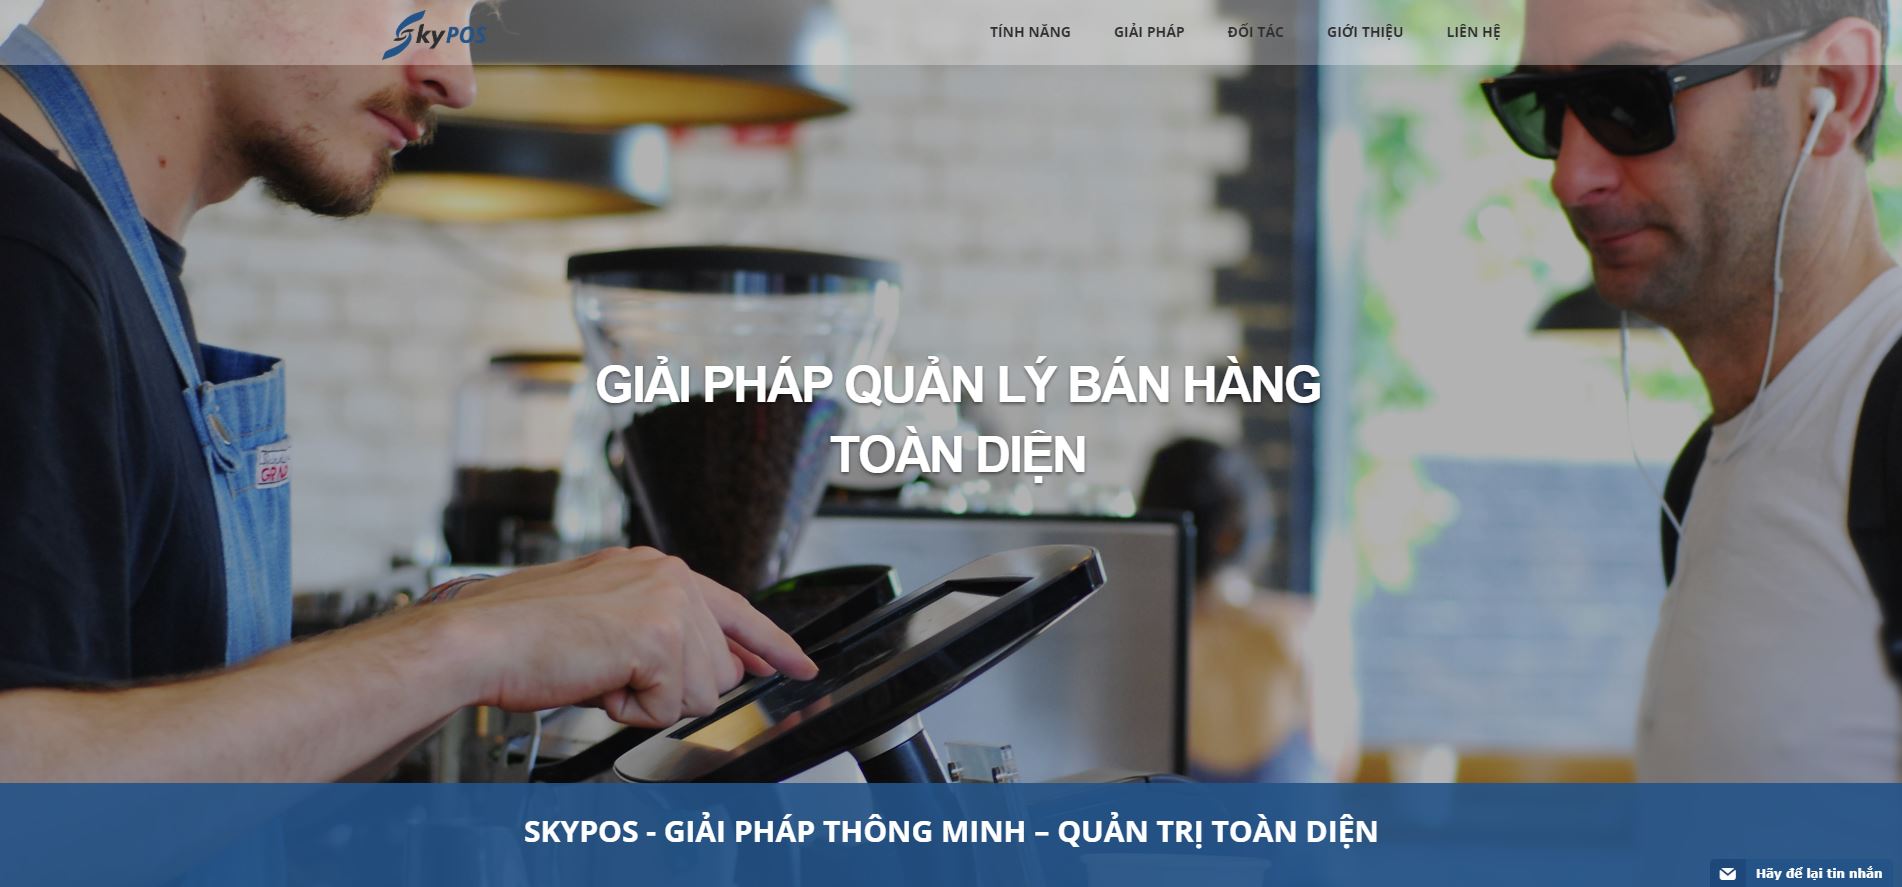 SkyPOS
TÍNH NĂNG GIẢI PHÁP ĐỐI TÁC GIỚI THIỆU LIÊN HỆ
GIẢI PHÁP QUẢN LÝ BÁN HÀNG
TOÀN DIỆN
SKYPOS - GIẢI PHÁP THÔNG MINH – QUẢN TRỊ TOÀN DIỆN
Hãy để lại tin nhắn